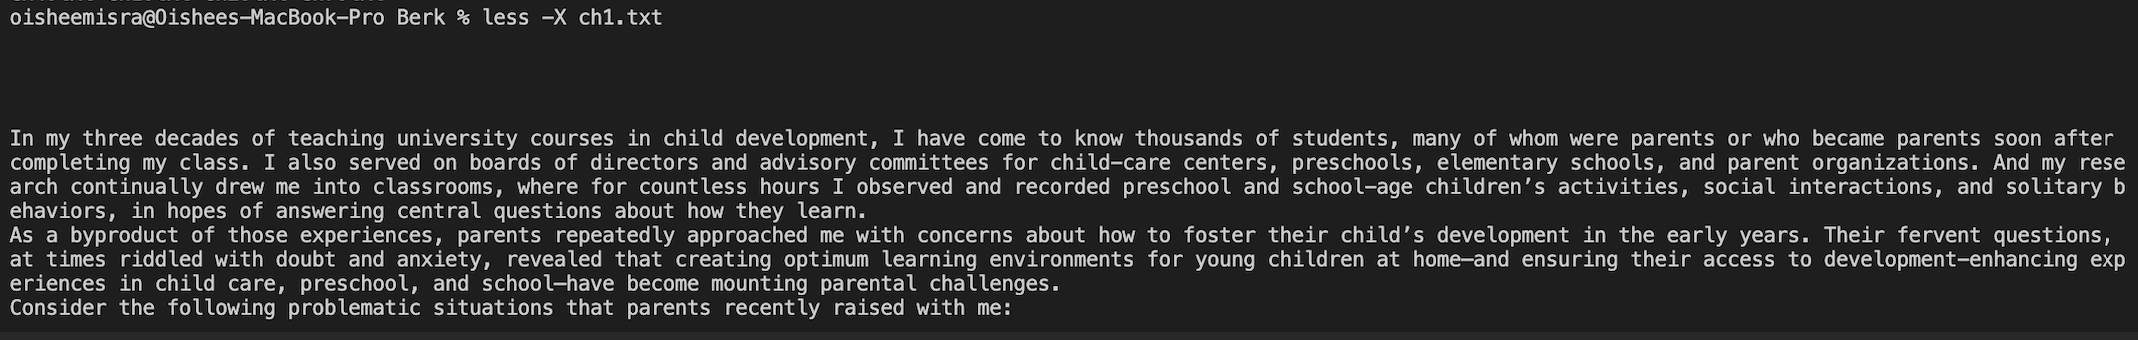 oisheemisra@Oishees-MacBook-Pro Berk % less -X ch1.txt
In my three decades of teaching university courses in child development, I have come to know thousands of students, many of whom were parents or who became parents soon after
completing my class. I also served on boards of directors and advisory committees for child-care centers, preschools, elementary schools, and parent organizations. And my rese
arch continually drew me into classrooms, where for countless hours I observed and recorded preschool and school-age children’s activities, social interactions, and solitary b
ehaviors, in hopes of answering central questions about how they learn.
As a byproduct of those experiences, parents repeatedly approached me with concerns about how to foster their child’s development in the early years. Their fervent questions,
at times riddled with doubt and anxiety, revealed that creating optimum learning environments for young children at home—and ensuring their access to development-enhancing exp
eriences in child care, preschool, and school—have become mounting parental challenges.
Consider the following problematic situations that parents recently raised with me: